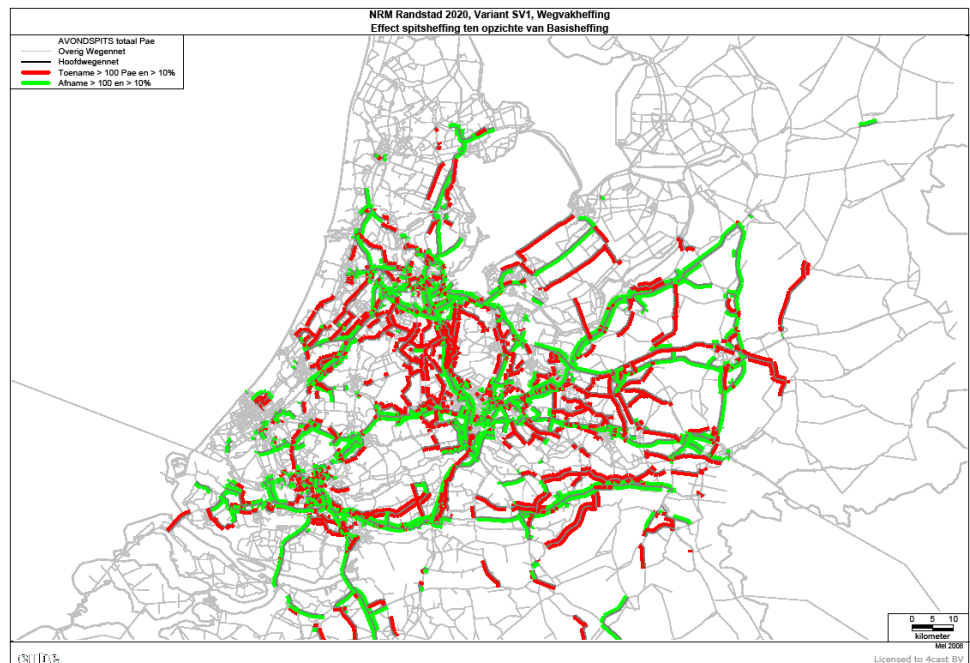 NRM Randstad 2020, Variant SV1, Wegvakheffing
Effect spitsheffing ten opzichte van Basisheffing
AVONDSPITS totaal Pae
Overig Wegennet
Hoofdwegennet
Toename > 100 Pae en > 10%
Afname > 100 en > 10%
0 5 10
kilometer
Mei 2008
Licensed to 4cast BV